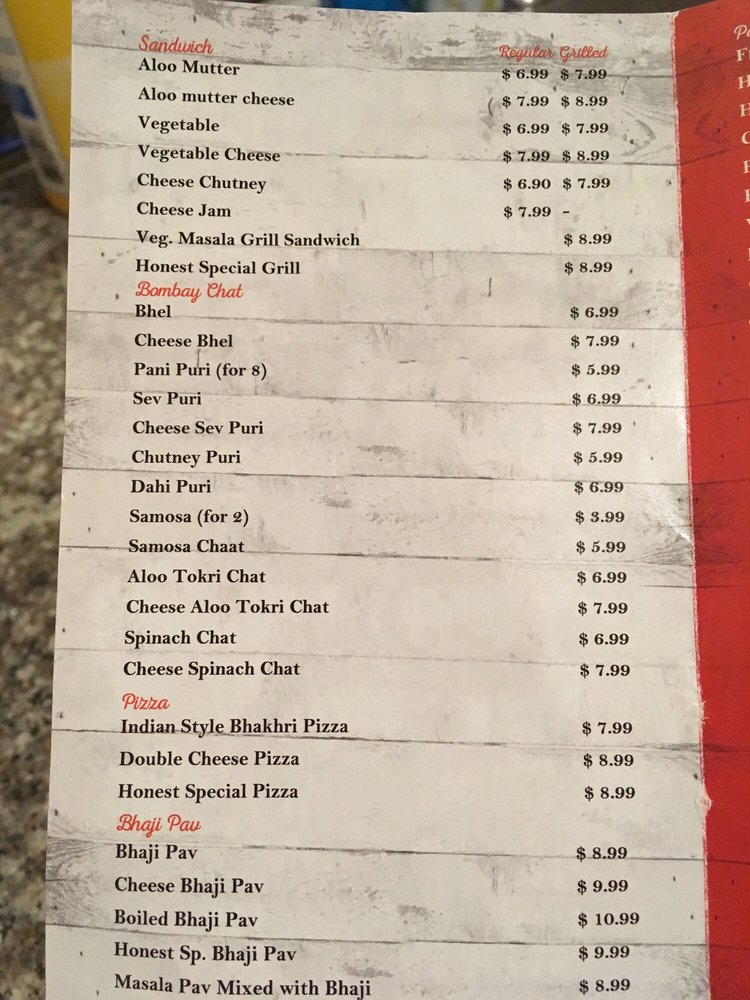 Sandwich Regular Grilled
Aloo Mutter $ 6.99 $ 7.99
Aloo mutter cheese $ 7.99 $ 8.99
Vegetable $ 6.99 $ 7.99
Vegetable Cheese $ 7.99 $ 8.99
Cheese Chutney $ 6.90 $ 7.99
Cheese Jam $ 7.99 -
Veg. Masala Grill Sandwich $ 8.99
Honest Special Grill $ 8.99
Bombay Chat
Bhel $ 6.99
Cheese Bhel $ 7.99
Pani Puri (for 8) $ 5.99
Sev Puri $ 6.99
Cheese Sev Puri $ 7.99
Chutney Puri $ 5.99
Dahi Puri $ 6.99
Samosa (for 2) $ 3.99
Samosa Chaat $ 5.99
Aloo Tokri Chat $ 6.99
Cheese Aloo Tokri Chat $ 7.99
Spinach Chat $ 6.99
Cheese Spinach Chat $ 7.99
Pizza
Indian Style Bhakhri Pizza $ 7.99
Double Cheese Pizza $ 8.99
Honest Special Pizza $ 8.99
Bhaji Pav
Bhaji Pav $ 8.99
Cheese Bhaji Pav $ 9.99
Boiled Bhaji Pav $ 10.99
Honest Sp. Bhaji Pav $ 9.99
Masala Pav Mixed with Bhaji $ 8.99